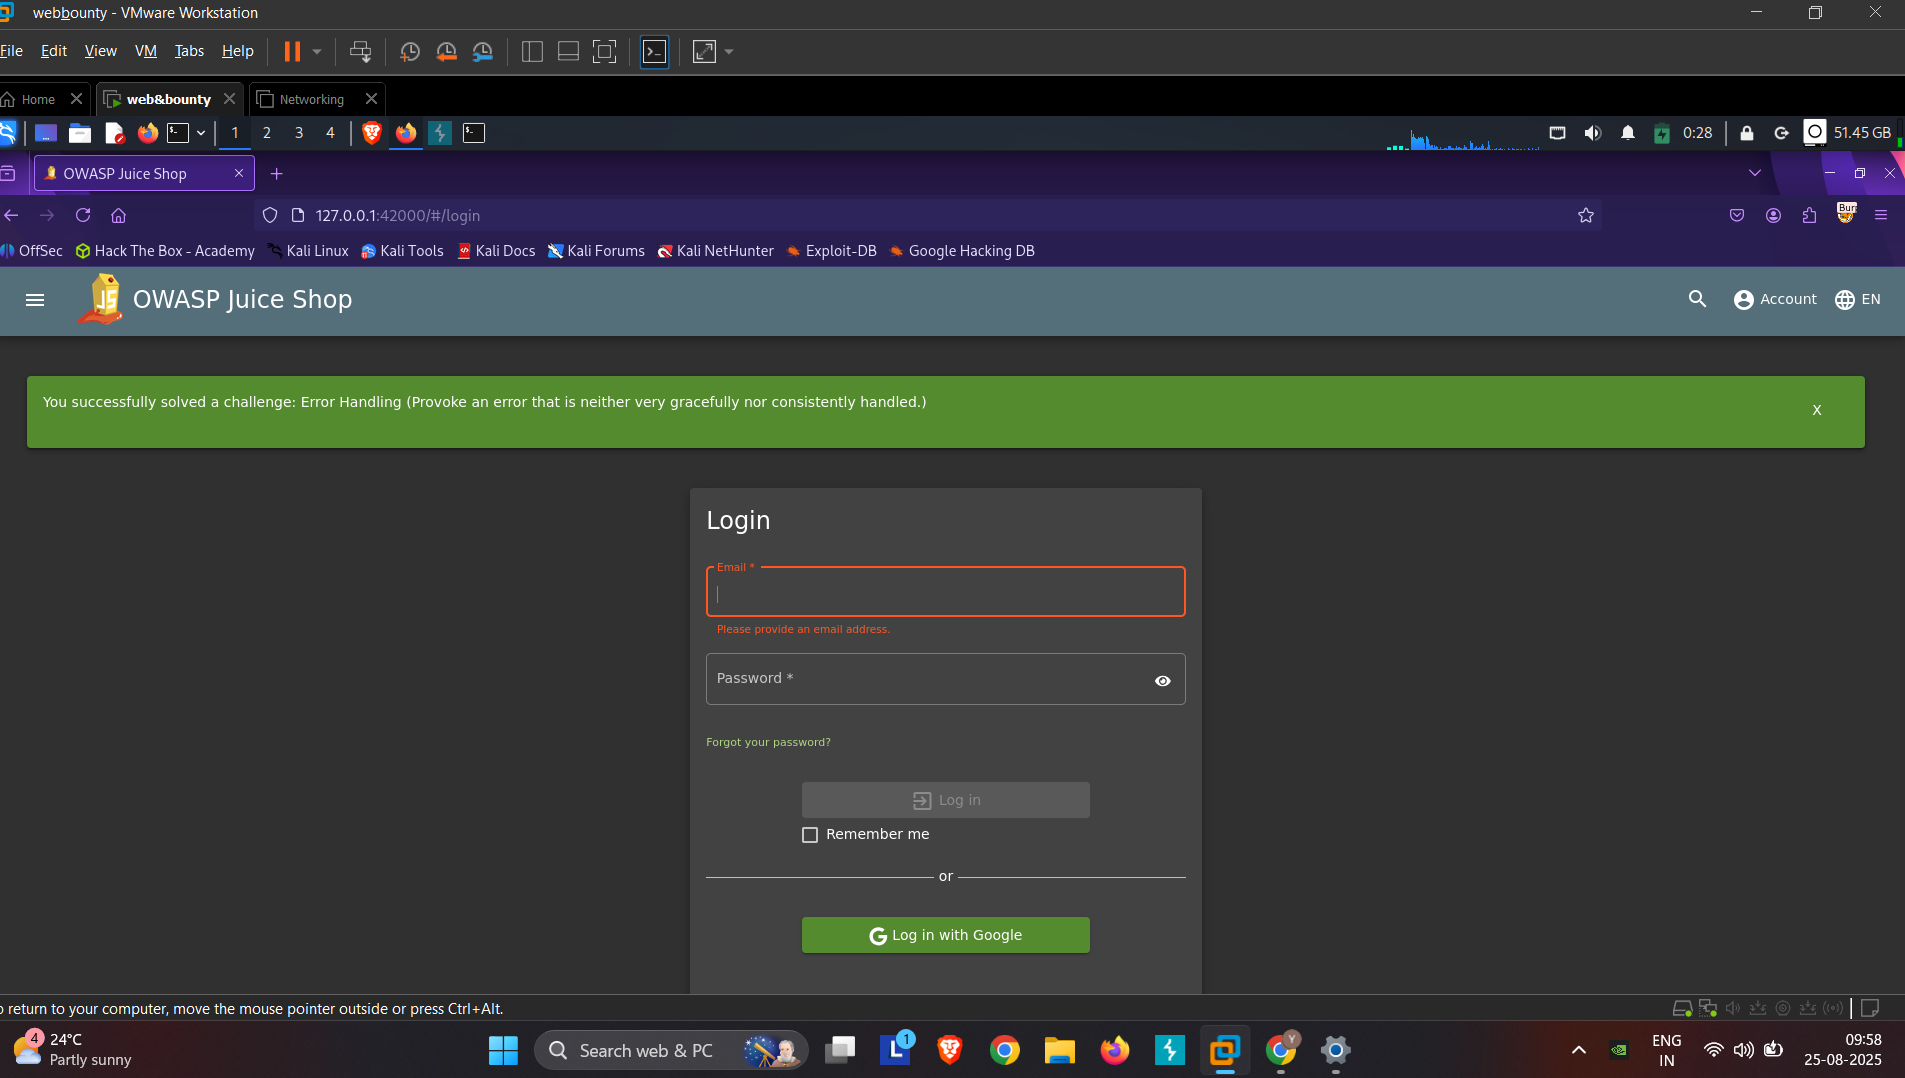 webbounty - VMware Workstation
File Edit View VM Tabs Help
Home web&bounty Networking
1 2 3 4 0:28 51.45 GB
OWASP Juice Shop
127.0.0.1:42000/#/login
OffSec Hack The Box - Academy Kali Linux Kali Tools Kali Docs Kali Forums Kali NetHunter Exploit-DB Google Hacking DB
OWASP Juice Shop Account EN
You successfully solved a challenge: Error Handling (Provoke an error that is neither very gracefully nor consistently handled.) X
Login
Email *
Please provide an email address.
Password *
Forgot your password?
Log in
Remember me
or
Log in with Google
o return to your computer, move the mouse pointer outside or press Ctrl+Alt.
4 24°C
Partly sunny
Search web & PC
L 1
Y
ENG
IN
09:58
25-08-2025